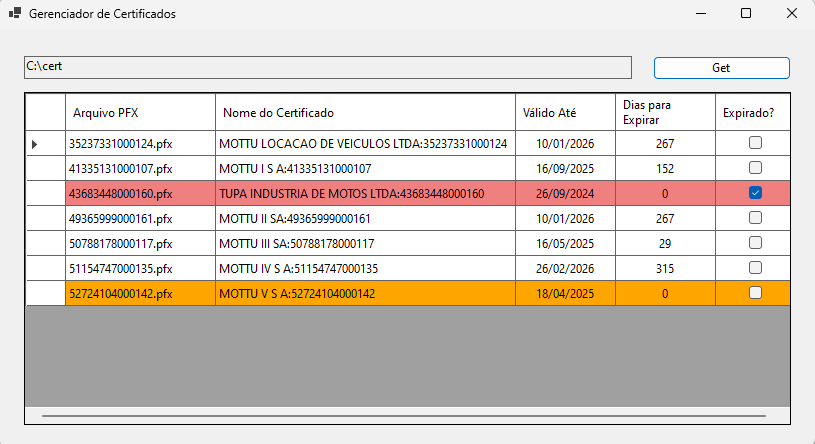 Gerenciador de Certificados
C:\cert
Get
Arquivo PFX Nome do Certificado Válido Até Dias para Expirar Expirado?
35237331000124.pfx MOTTU LOCACAO DE VEICULOS LTDA:35237331000124 10/01/2026 267
41335131000107.pfx MOTTU I S A:41335131000107 16/09/2025 152
43683448000160.pfx TUPA INDUSTRIA DE MOTOS LTDA:43683448000160 26/09/2024 0
49365999000161.pfx MOTTU II SA:49365999000161 10/01/2026 267
50788178000117.pfx MOTTU III SA:50788178000117 16/05/2025 29
51154747000135.pfx MOTTU IV S A:51154747000135 26/02/2026 315
52724104000142.pfx MOTTU V S A:52724104000142 18/04/2025 0